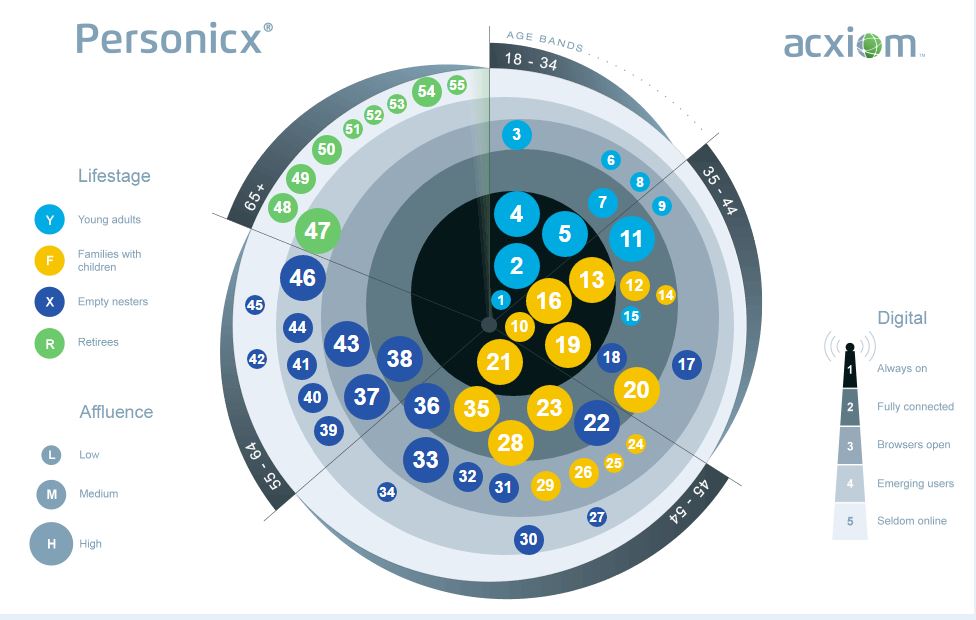 Personicx®
acxiom™
AGE BANDS
18 - 34
35 - 44
45 - 54
55 - 64
65+
Lifestage
Y Young adults
F Families with
children
X Empty nesters
R Retirees
Affluence
L Low
M Medium
H High
Digital
1 Always on
2 Fully connected
3 Browsers open
4 Emerging users
5 Seldom online
1
2
3
4
5
6
7
8
9
10
11
12
13
14
15
16
17
18
19
20
21
22
23
24
25
26
27
28
29
30
31
32
33
34
35
36
37
38
39
40
41
42
43
44
45
46
47
48
49
50
51
52
53
54
55